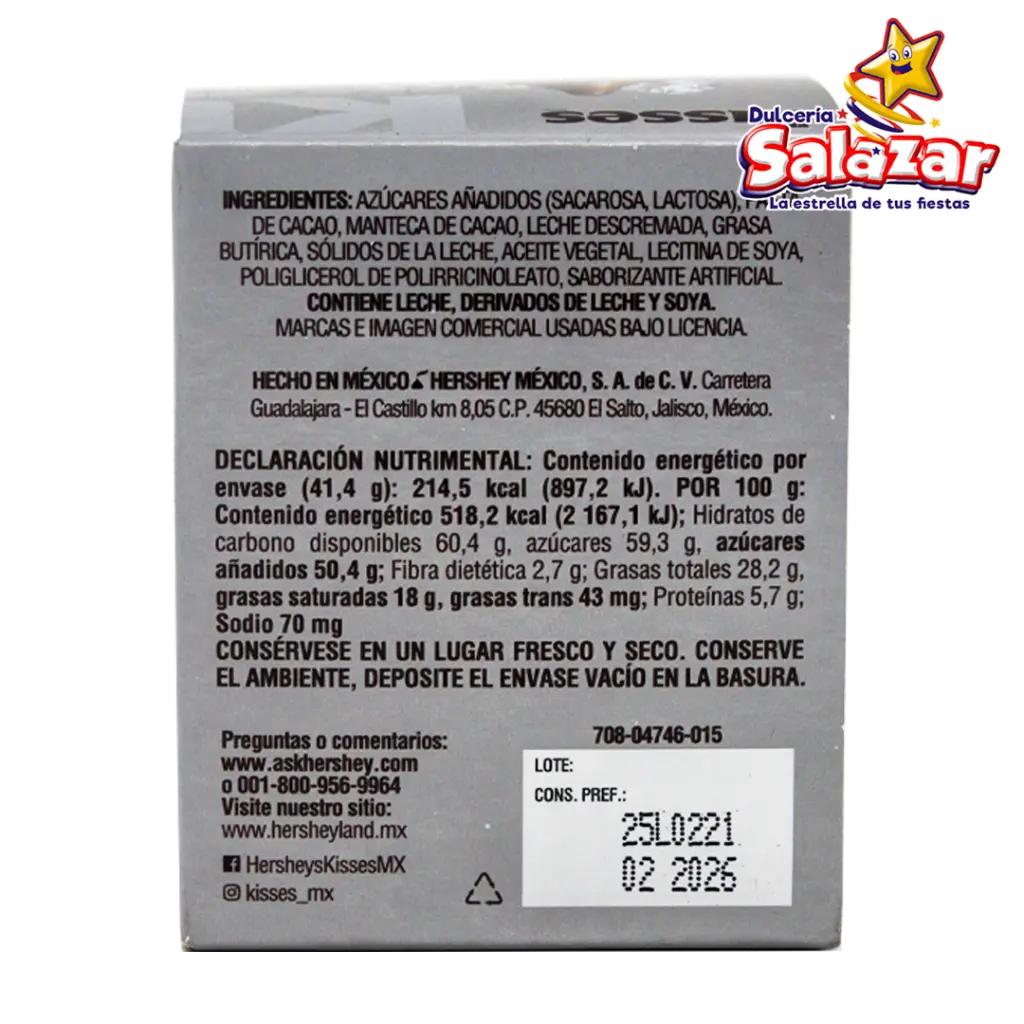 Kisses
Dulcería
Salazar
La estrella de tus fiestas
INGREDIENTES: AZÚCARES AÑADIDOS (SACAROSA, LACTOSA),
DE CACAO, MANTECA DE CACAO, LECHE DESCREMADA, GRASA
BUTÍRICA, SÓLIDOS DE LA LECHE, ACEITE VEGETAL, LECITINA DE SOYA,
POLIGLICEROL DE POLIRRICINOLEATO, SABORIZANTE ARTIFICIAL.
CONTIENE LECHE, DERIVADOS DE LECHE Y SOYA.
MARCAS E IMAGEN COMERCIAL USADAS BAJO LICENCIA.
HECHO EN MÉXICO HERSHEY MÉXICO, S. A. de C. V. Carretera
Guadalajara - El Castillo km 8,05 C.P. 45680 El Salto, Jalisco, México.
DECLARACIÓN NUTRIMENTAL: Contenido energético por
envase (41,4 g): 214,5 kcal (897,2 kJ). POR 100 g:
Contenido energético 518,2 kcal (2 167,1 kJ); Hidratos de
carbono disponibles 60,4 g, azúcares 59,3 g, azúcares
añadidos 50,4 g; Fibra dietética 2,7 g; Grasas totales 28,2 g,
grasas saturadas 18 g, grasas trans 43 mg; Proteínas 5,7 g;
Sodio 70 mg
CONSÉRVESE EN UN LUGAR FRESCO Y SECO. CONSERVE
EL AMBIENTE, DEPOSITE EL ENVASE VACÍO EN LA BASURA.
Preguntas o comentarios:
www.askhershey.com
o 001-800-956-9964
Visite nuestro sitio:
www.hersheyland.mx
HersheysKissesMX
kisses_mx
708-04746-015
LOTE:
CONS. PREF.:
25L0221
02 2026